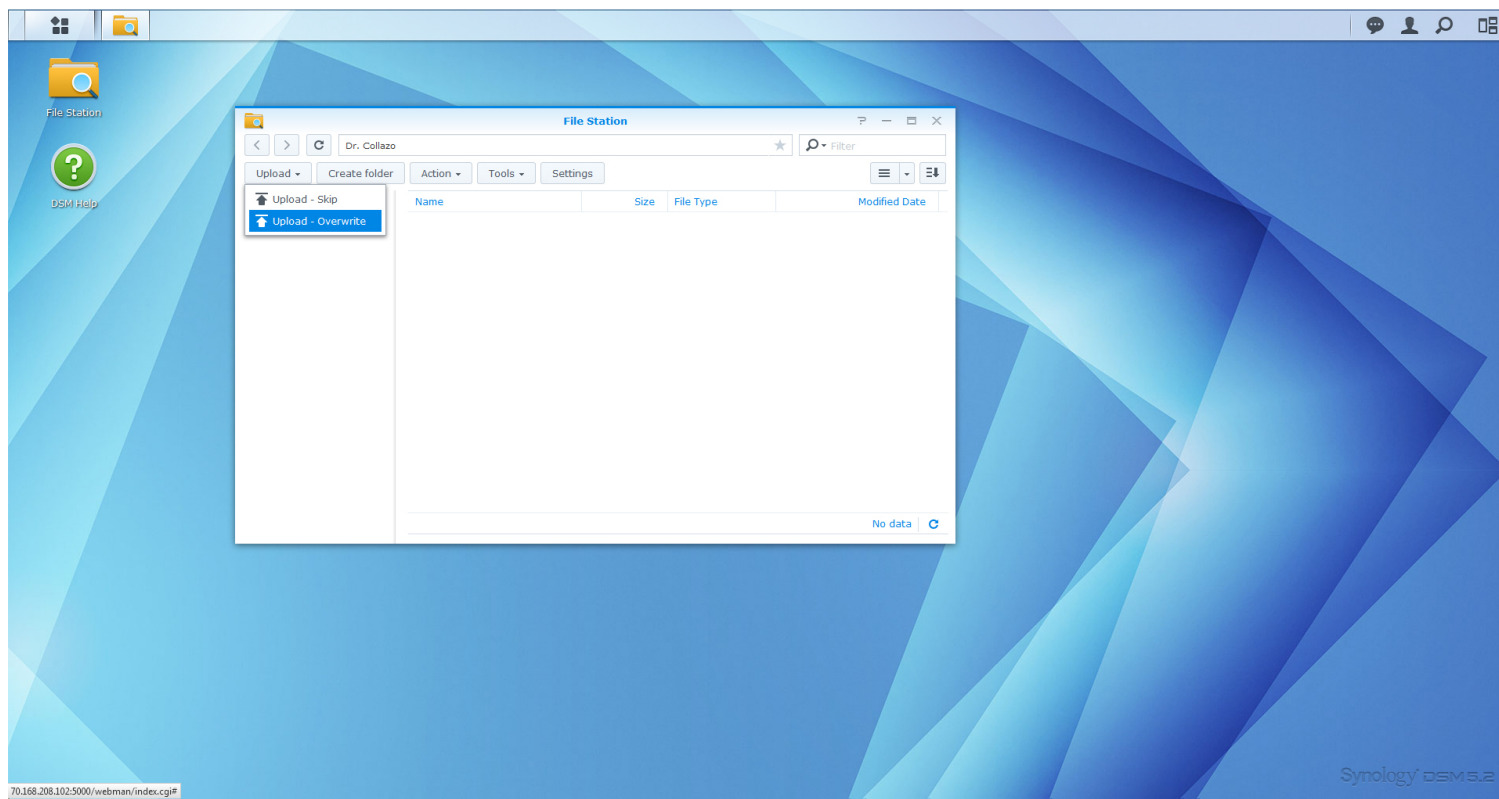 File Station
DSM Help
File Station
Dr. Collazo
Filter
Upload
Create folder
Action
Tools
Settings
Upload - Skip
Upload - Overwrite
Name
Size
File Type
Modified Date
No data
Synology DSM 5.2
70.168.208.102:5000/webman/index.cgi#